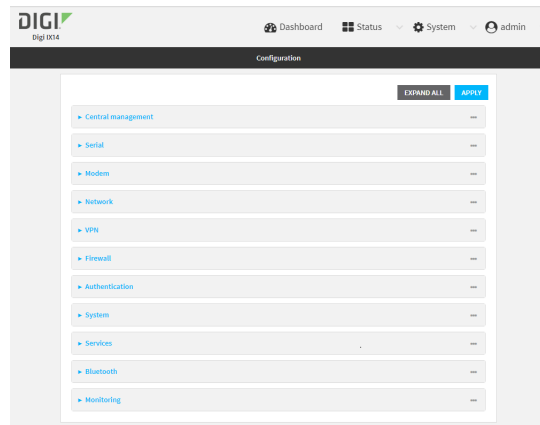 DIGI
Digi IX14
Dashboard Status System admin
Configuration
EXPAND ALL APPLY
Central management
Serial
Modem
Network
VPN
Firewall
Authentication
System
Services
Bluetooth
Monitoring